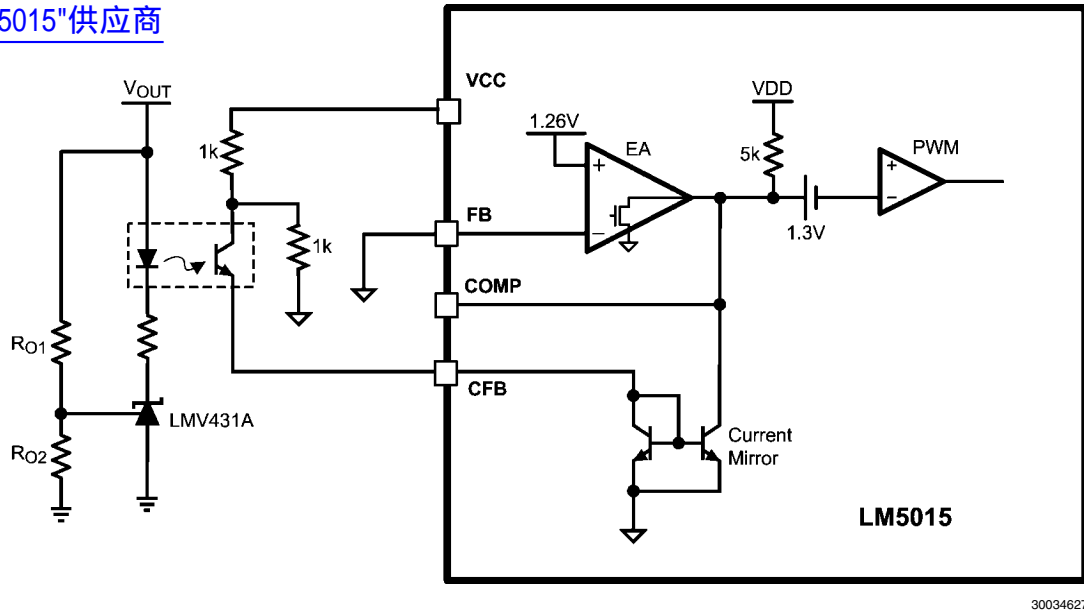 5015"供应商
VCC
VOUT
1.26V
VDD
EA
1k
5k
PWM
FB
1k
1.3V
COMP
RO1
CFB
LMV431A
Current
Mirror
RO2
LM5015
30034627